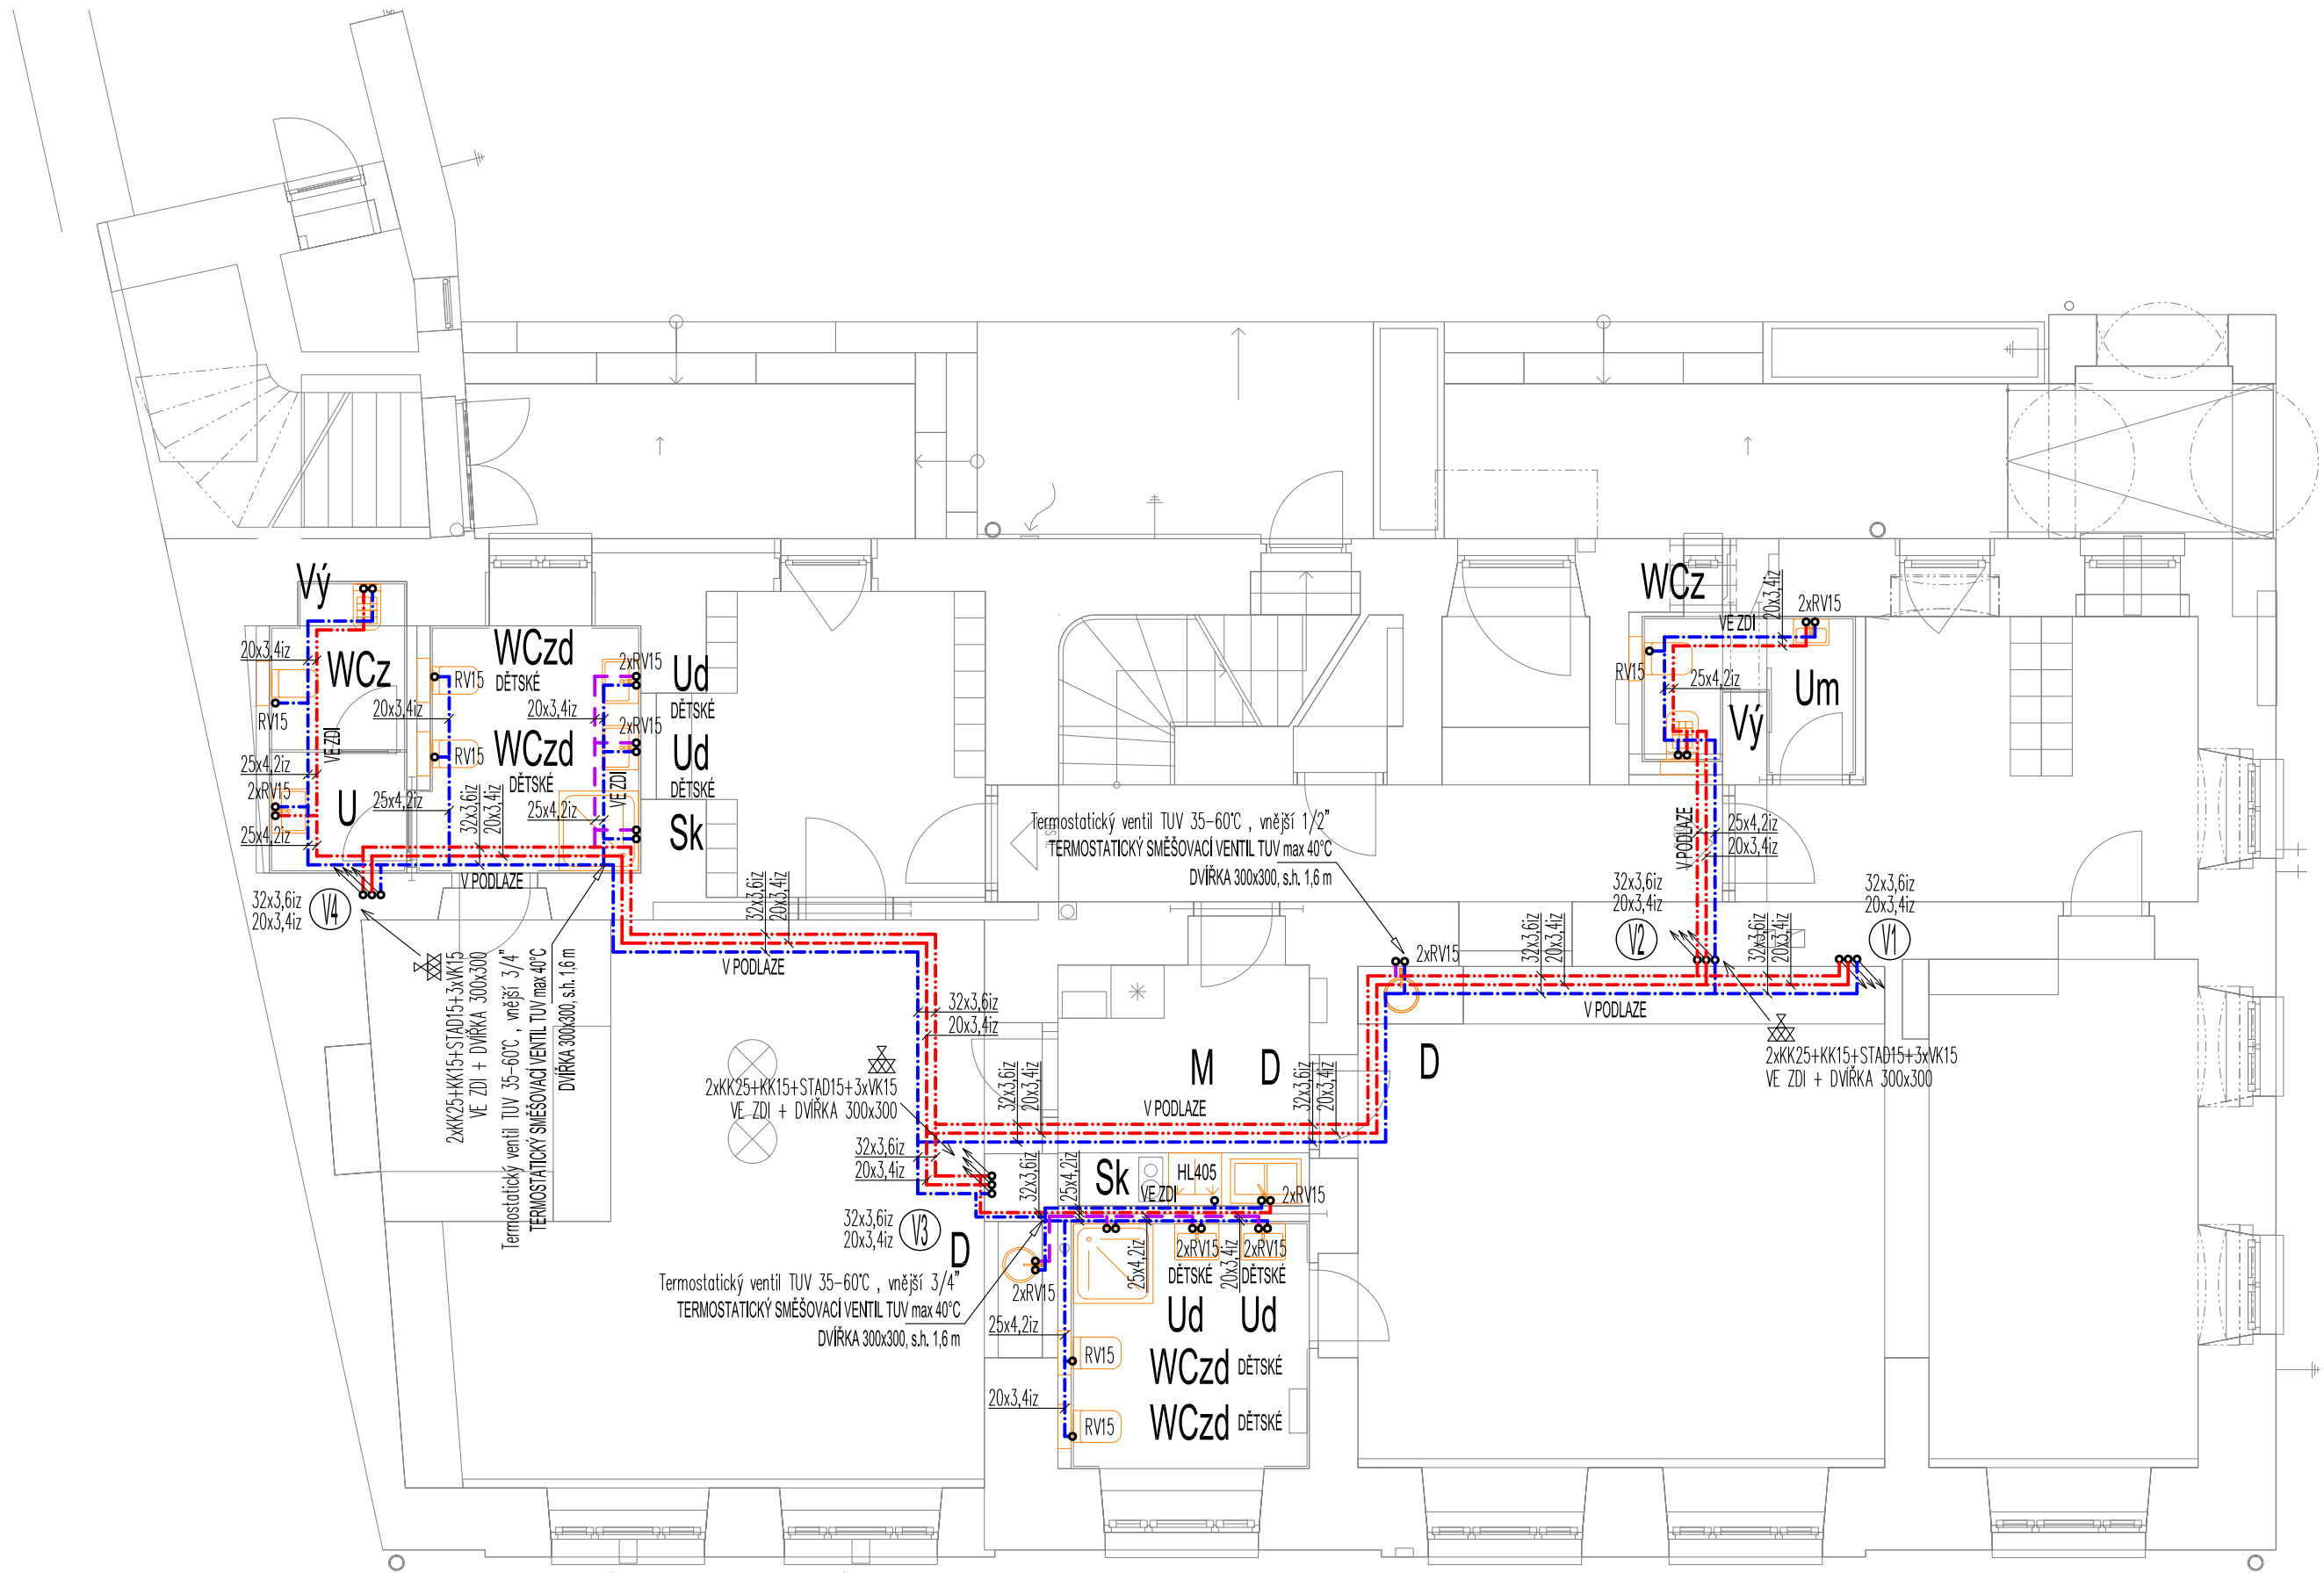 Vý
20x3,4iz
WCz
RV15
VE ZDI
25x4,2iz
2xRV15
U
25x4,2iz
32x3,6iz
20x3,4iz
V4
WCzd
DĚTSKÉ
RV15
20x3,4iz
20x3,4iz
WCzd
DĚTSKÉ
RV15
25x4,2iz
32x3,6iz
20x3,4iz
25x4,2iz
VE ZDI
V PODLAZE
2xRV15
Ud
DĚTSKÉ
2xRV15
Ud
DĚTSKÉ
Sk
2xKK25+KK15+STAD15+3xVK15
VE ZDI + DVÍŘKA 300x300
Termostatický ventil TUV 35-60°C , vnější 3/4"
TERMOSTATICKÝ SMĚŠOVACÍ VENTIL TUV max 40°C
DVÍŘKA 300x300, s.h. 1,6 m
32x3,6iz
20x3,4iz
V PODLAZE
32x3,6iz
20x3,4iz
2xKK25+KK15+STAD15+3xVK15
VE ZDI + DVÍŘKA 300x300
32x3,6iz
20x3,4iz
32x3,6iz
20x3,4iz
V3
D
Termostatický ventil TUV 35-60°C , vnější 3/4"
TERMOSTATICKÝ SMĚŠOVACÍ VENTIL TUV max 40°C
DVÍŘKA 300x300, s.h. 1,6 m
32x3,6iz
20x3,4iz
M
D
V PODLAZE
32x3,6iz
20x3,4iz
32x3,6iz
25x4,2iz
Sk
VE ZDI
HL405
2xRV15
2xRV15
25x4,2iz
2xRV15
DĚTSKÉ
20x3,4iz
2xRV15
DĚTSKÉ
Ud
Ud
25x4,2iz
RV15
WCzd
DĚTSKÉ
20x3,4iz
RV15
WCzd
DĚTSKÉ
Termostatický ventil TUV 35-60°C , vnější 1/2"
TERMOSTATICKÝ SMĚŠOVACÍ VENTIL TUV max 40°C
DVÍŘKA 300x300, s.h. 1,6 m
2xRV15
D
WCz
VE ZDI
20x3,4iz
2xRV15
RV15
25x4,2iz
Um
Vý
V PODLAZE
25x4,2iz
20x3,4iz
32x3,6iz
20x3,4iz
V2
32x3,6iz
20x3,4iz
V1
32x3,6iz
20x3,4iz
32x3,6iz
20x3,4iz
V PODLAZE
2xKK25+KK15+STAD15+3xVK15
VE ZDI + DVÍŘKA 300x300